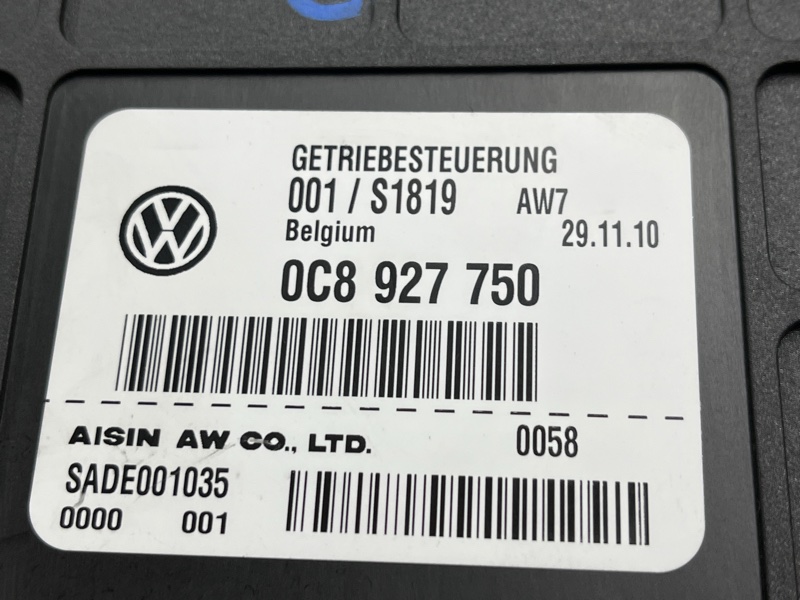 GETRIEBESTEUERUNG
001 / S1819 AW7
Belgium 29.11.10
0C8 927 750
AISIN AW CO., LTD. 0058
SADE001035
0000 001